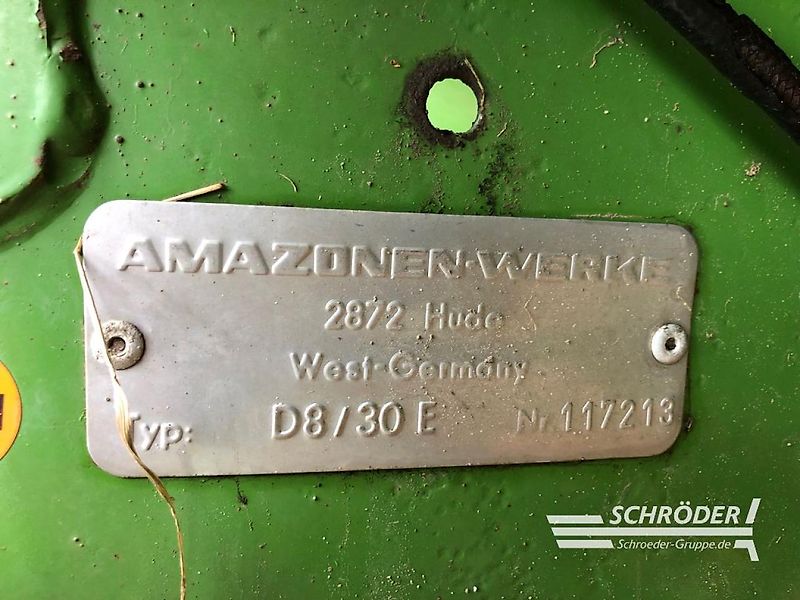 AMAZONEN-WERKE
2872 Hude
West-Germany
Typ: D8/30 E Nr. 117213
SCHRÖDER
Schroeder-Gruppe.de